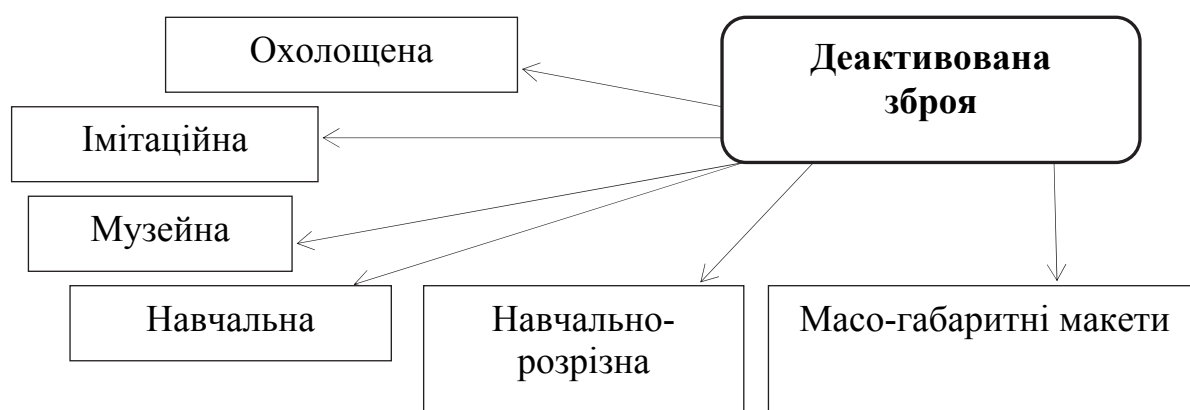 Охолощена
Деактивована
зброя
Імітаційна
Музейна
Навчальна
Навчально-
розрізна
Масо-габаритні макети